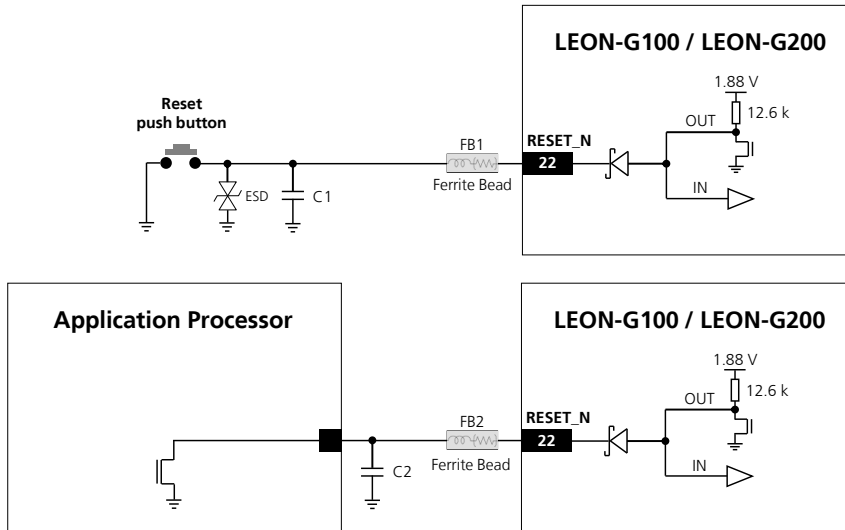 LEON-G100 / LEON-G200
1.88 V
12.6 k
OUT
Reset
push button
FB1
RESET_N
22
Ferrite Bead
ESD
C1
IN
Application Processor
LEON-G100 / LEON-G200
1.88 V
12.6 k
OUT
FB2
RESET_N
22
Ferrite Bead
C2
IN